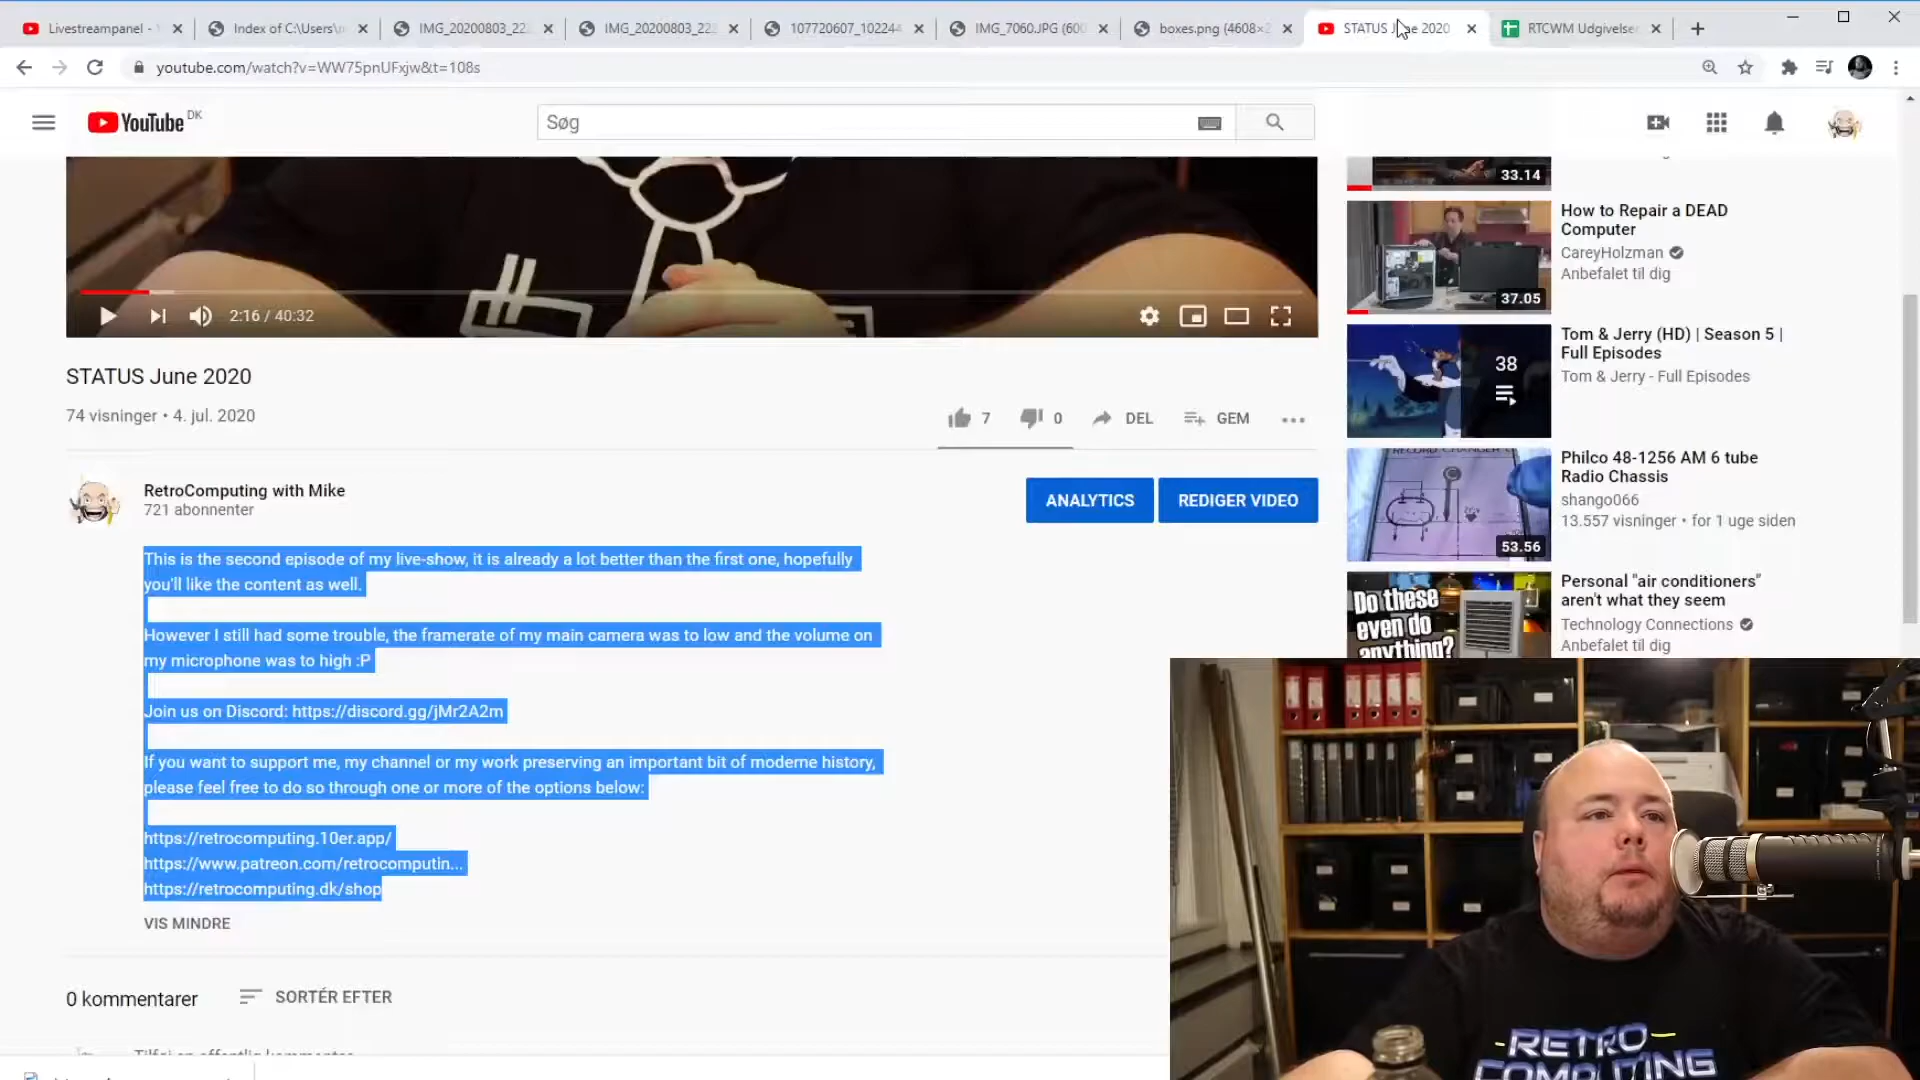 Livestreampanel -
Index of C:\Users\
IMG_20200803_22
IMG_20200803_22
107720607_10224
IMG_7060.JPG (600
boxes.png (4608×
STATUS June 2020
RTCWM Udgivelse
youtube.com/watch?v=WW75pnUFxjw&t=108s
YouTube DK
Søg
33.14
2:16 / 40:32
How to Repair a DEAD
Computer
CareyHolzman
Anbefalet til dig
37.05
Tom & Jerry (HD) | Season 5 |
Full Episodes
Tom & Jerry - Full Episodes
38
STATUS June 2020
74 visninger • 4. jul. 2020
7
0
DEL
GEM
RECORD CHANGER
Philco 48-1256 AM 6 tube
Radio Chassis
shango066
13.557 visninger • for 1 uge siden
53.56
RetroComputing with Mike
721 abonnenter
ANALYTICS
REDIGER VIDEO
This is the second episode of my live-show, it is already a lot better than the first one, hopefully
you'll like the content as well.
However I still had some trouble, the framerate of my main camera was to low and the volume on
my microphone was to high :P
Join us on Discord: https://discord.gg/jMr2A2m
If you want to support me, my channel or my work preserving an important bit of moderne history,
please feel free to do so through one or more of the options below:
https://retrocomputing.10er.app/
https://www.patreon.com/retrocomputin...
https://retrocomputing.dk/shop
VIS MINDRE
Do these
even do
anything?
Personal "air conditioners"
aren't what they seem
Technology Connections
Anbefalet til dig
0 kommentarer
SORTÉR EFTER
Tilføj en offentlig kommentar
RETRO
COMPUTING